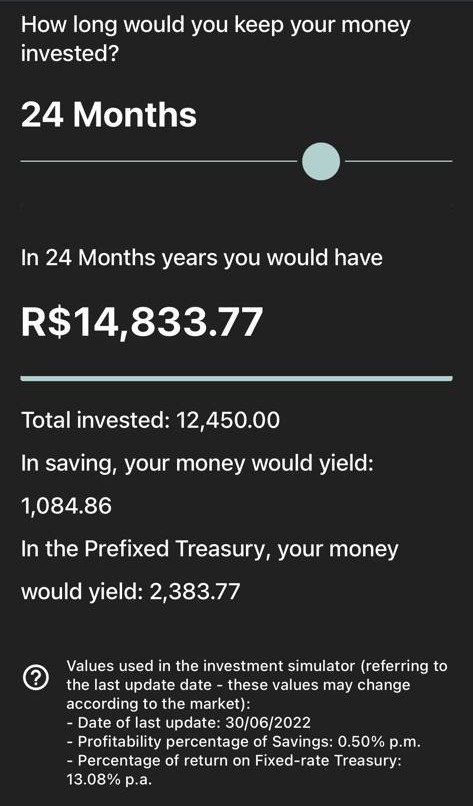 How long would you keep your money
invested?
24 Months
In 24 Months years you would have
R$14,833.77
Total invested: 12,450.00
In saving, your money would yield:
1,084.86
In the Prefixed Treasury, your money
would yield: 2,383.77
Values used in the investment simulator (referring to
the last update date - these values may change
according to the market):
- Date of last update: 30/06/2022
- Profitability percentage of Savings: 0.50% p.m.
- Percentage of return on Fixed-rate Treasury:
13.08% p.a.